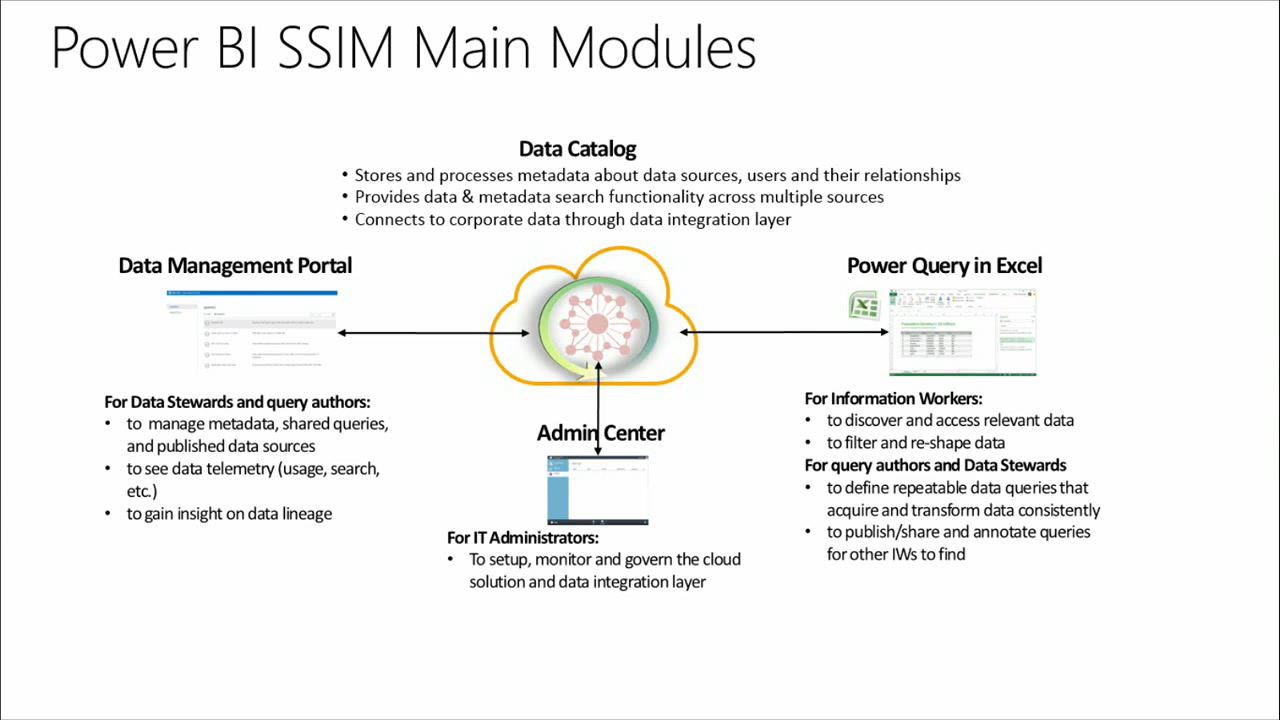 Power BI SSIM Main Modules
Data Catalog
• Stores and processes metadata about data sources, users and their relationships
• Provides data & metadata search functionality across multiple sources
• Connects to corporate data through data integration layer
Data Management Portal
For Data Stewards and query authors:
• to manage metadata, shared queries,
and published data sources
• to see data telemetry (usage, search,
etc.)
• to gain insight on data lineage
Admin Center
For IT Administrators:
• To setup, monitor and govern the cloud
solution and data integration layer
Power Query in Excel
For Information Workers:
• to discover and access relevant data
• to filter and re-shape data
For query authors and Data Stewards
• to define repeatable data queries that
acquire and transform data consistently
• to publish/share and annotate queries
for other IWs to find